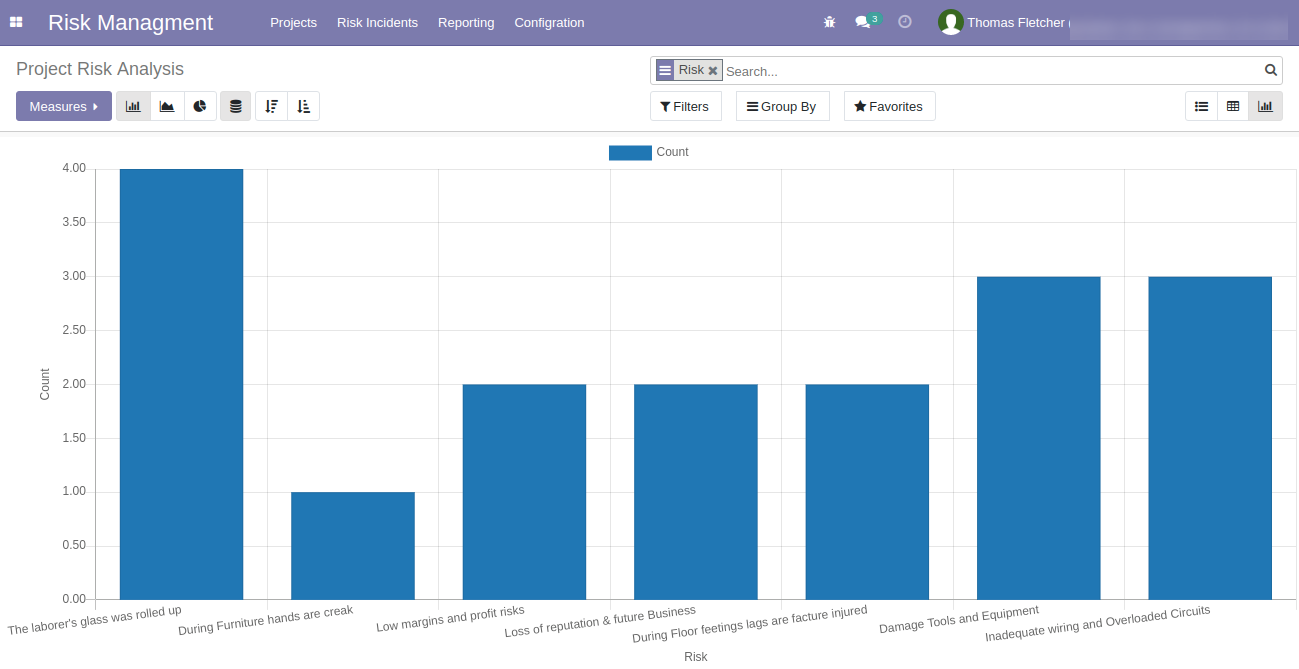 Risk Managment
Projects Risk Incidents Reporting Configration
3
Thomas Fletcher (
Project Risk Analysis
Risk
Search...
Measures
Filters
Group By
Favorites
Count
4.00
3.50
3.00
2.50
2.00
1.50
1.00
0.50
0.00
Count
The laborer's glass was rolled up
During Furniture hands are creak
Low margins and profit risks
Loss of reputation & future Business
During Floor feetings lags are facture injured
Damage Tools and Equipment
Inadequate wiring and Overloaded Circuits
Risk